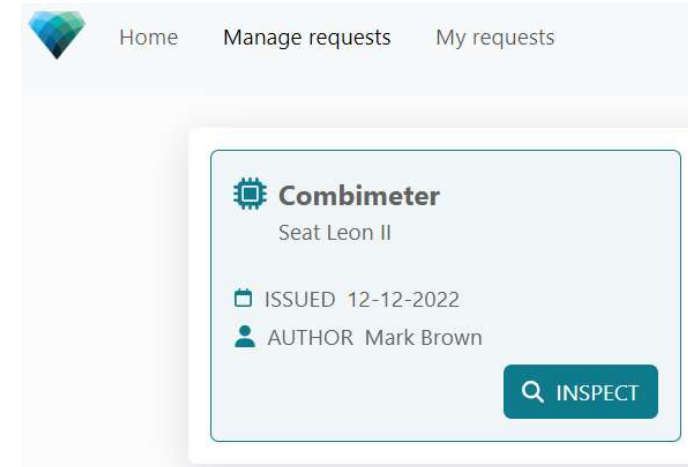 Home Manage requests My requests
Combimeter
Seat Leon II
ISSUED 12-12-2022
AUTHOR Mark Brown
INSPECT